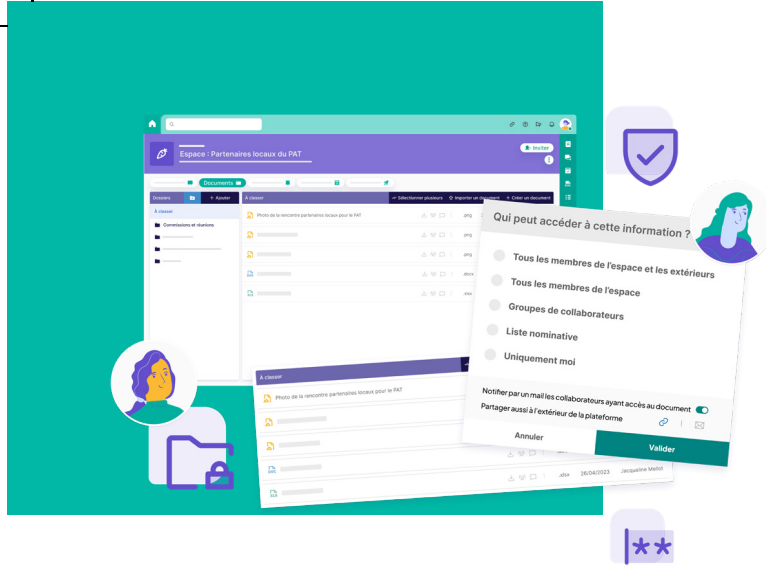 Espace : Partenaires locaux du PAT
Inviter
Documents
Dossiers
+ Ajouter
À classer
Sélectionner plusieurs
Importer un document
+ Créer un document
À classer
Commissions et réunions
Photo de la rencontre partenaires locaux pour le PAT
.png
.png
.jpeg
.docx
.xlsx
Qui peut accéder à cette information ?
Tous les membres de l'espace et les extérieurs
Tous les membres de l'espace
Groupes de collaborateurs
Liste nominative
Uniquement moi
Notifier par un mail les collaborateurs ayant accès au document
Partager aussi à l'extérieur de la plateforme
Annuler
Valider
À classer
Photo de la rencontre partenaires locaux pour le PAT
.xlsx
26/04/2023
Jacqueline Meliot
**